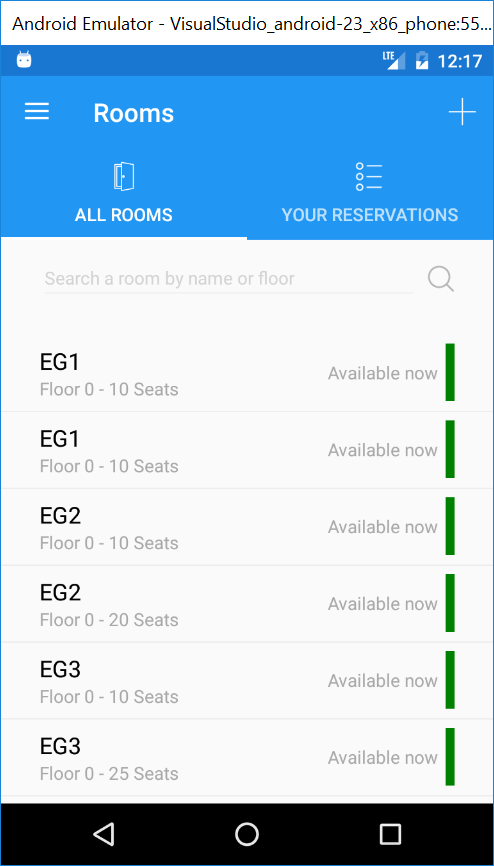 Android Emulator - VisualStudio_android-23_x86_phone:55...
LTE 12:17
Rooms
ALL ROOMS YOUR RESERVATIONS
Search a room by name or floor
EG1
Floor 0 - 10 Seats Available now
EG1
Floor 0 - 10 Seats Available now
EG2
Floor 0 - 10 Seats Available now
EG2
Floor 0 - 20 Seats Available now
EG3
Floor 0 - 10 Seats Available now
EG3
Floor 0 - 25 Seats Available now